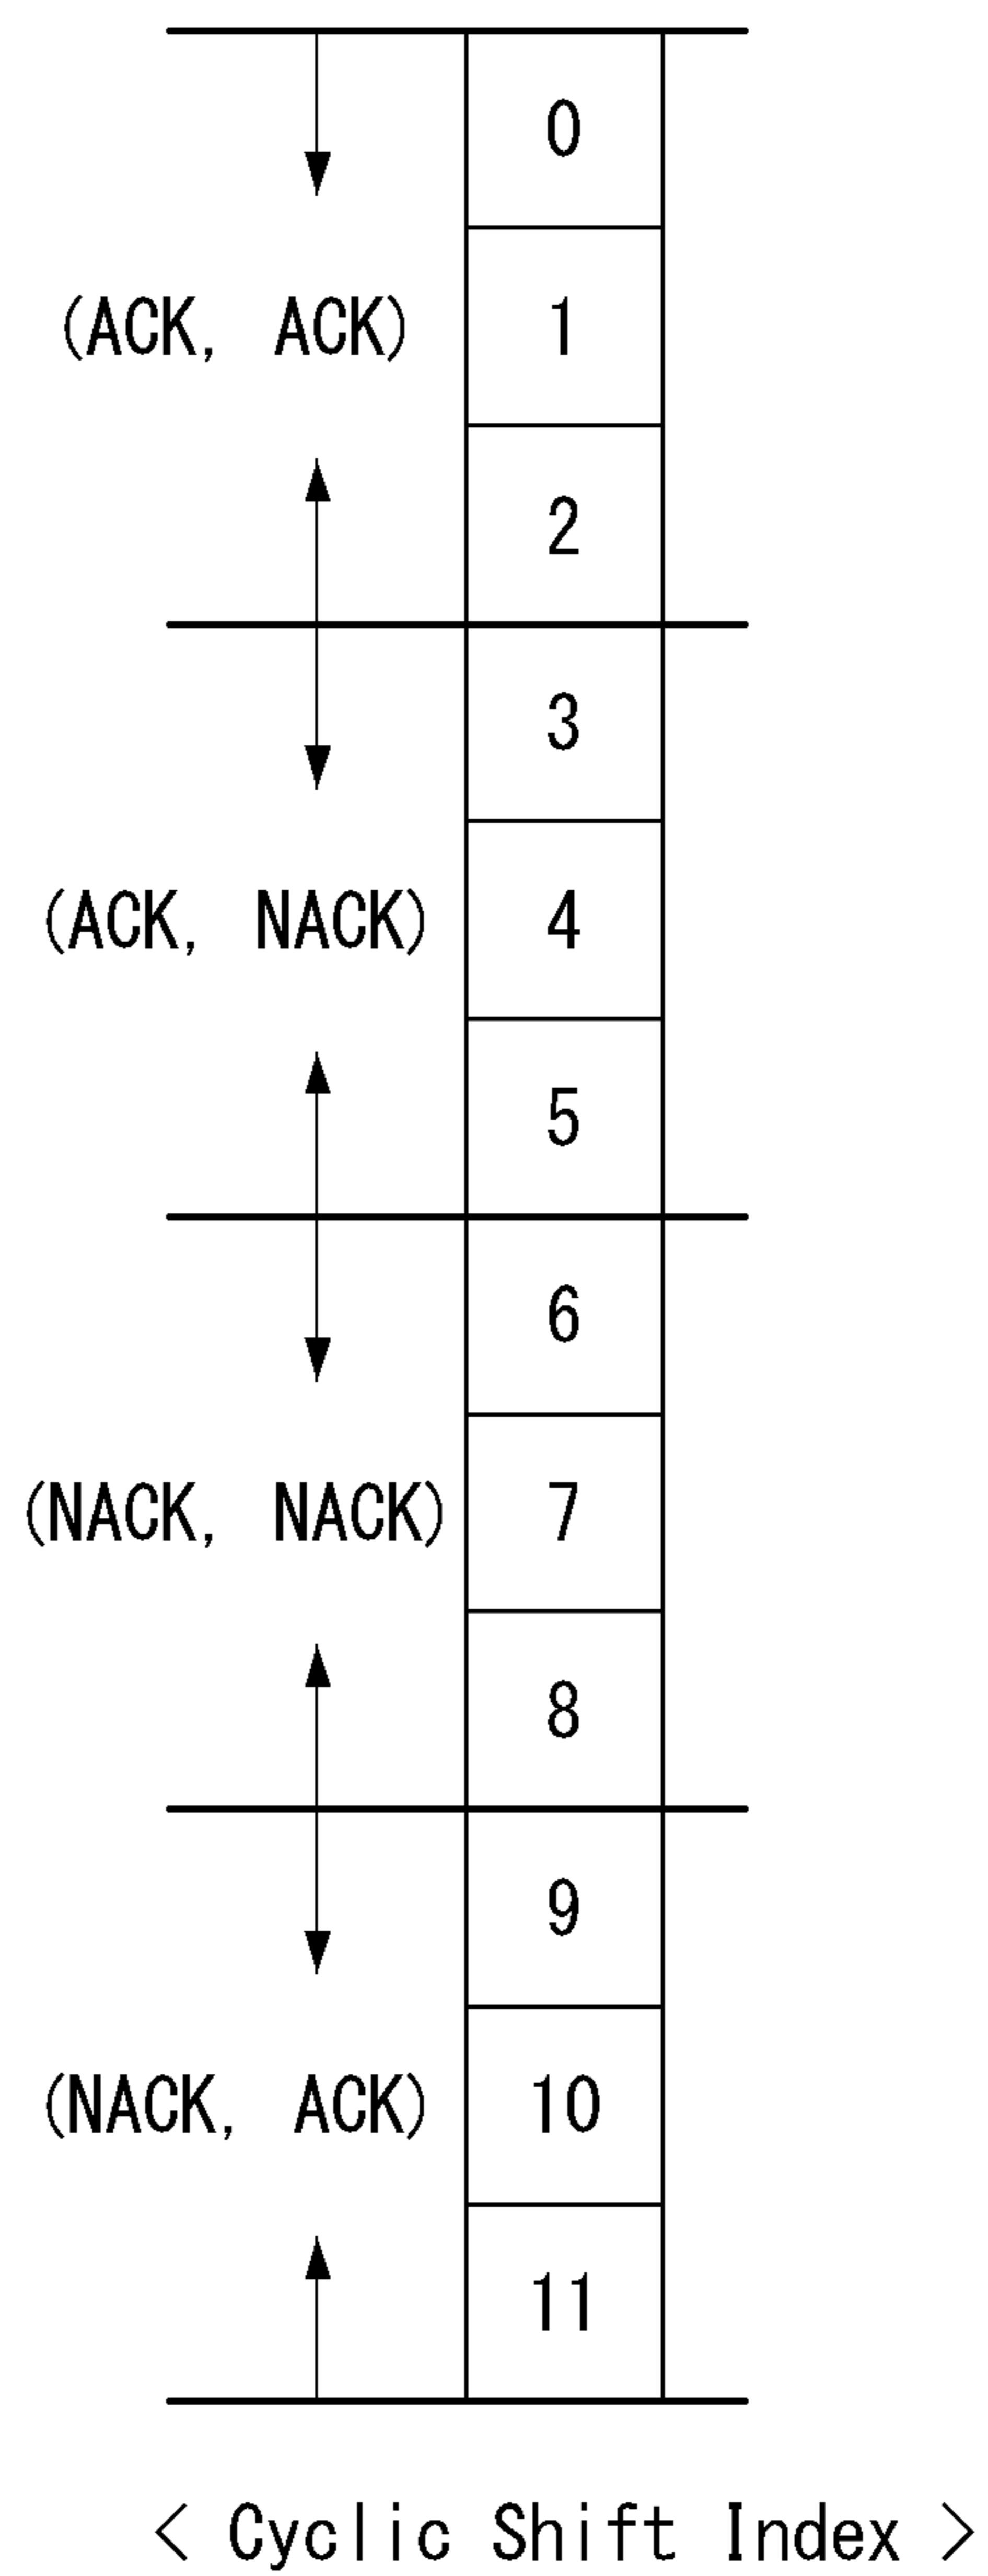 0
(ACK, ACK) 1
2
3
(ACK, NACK) 4
5
6
(NACK, NACK) 7
8
9
(NACK, ACK) 10
11
< Cyclic Shift Index >